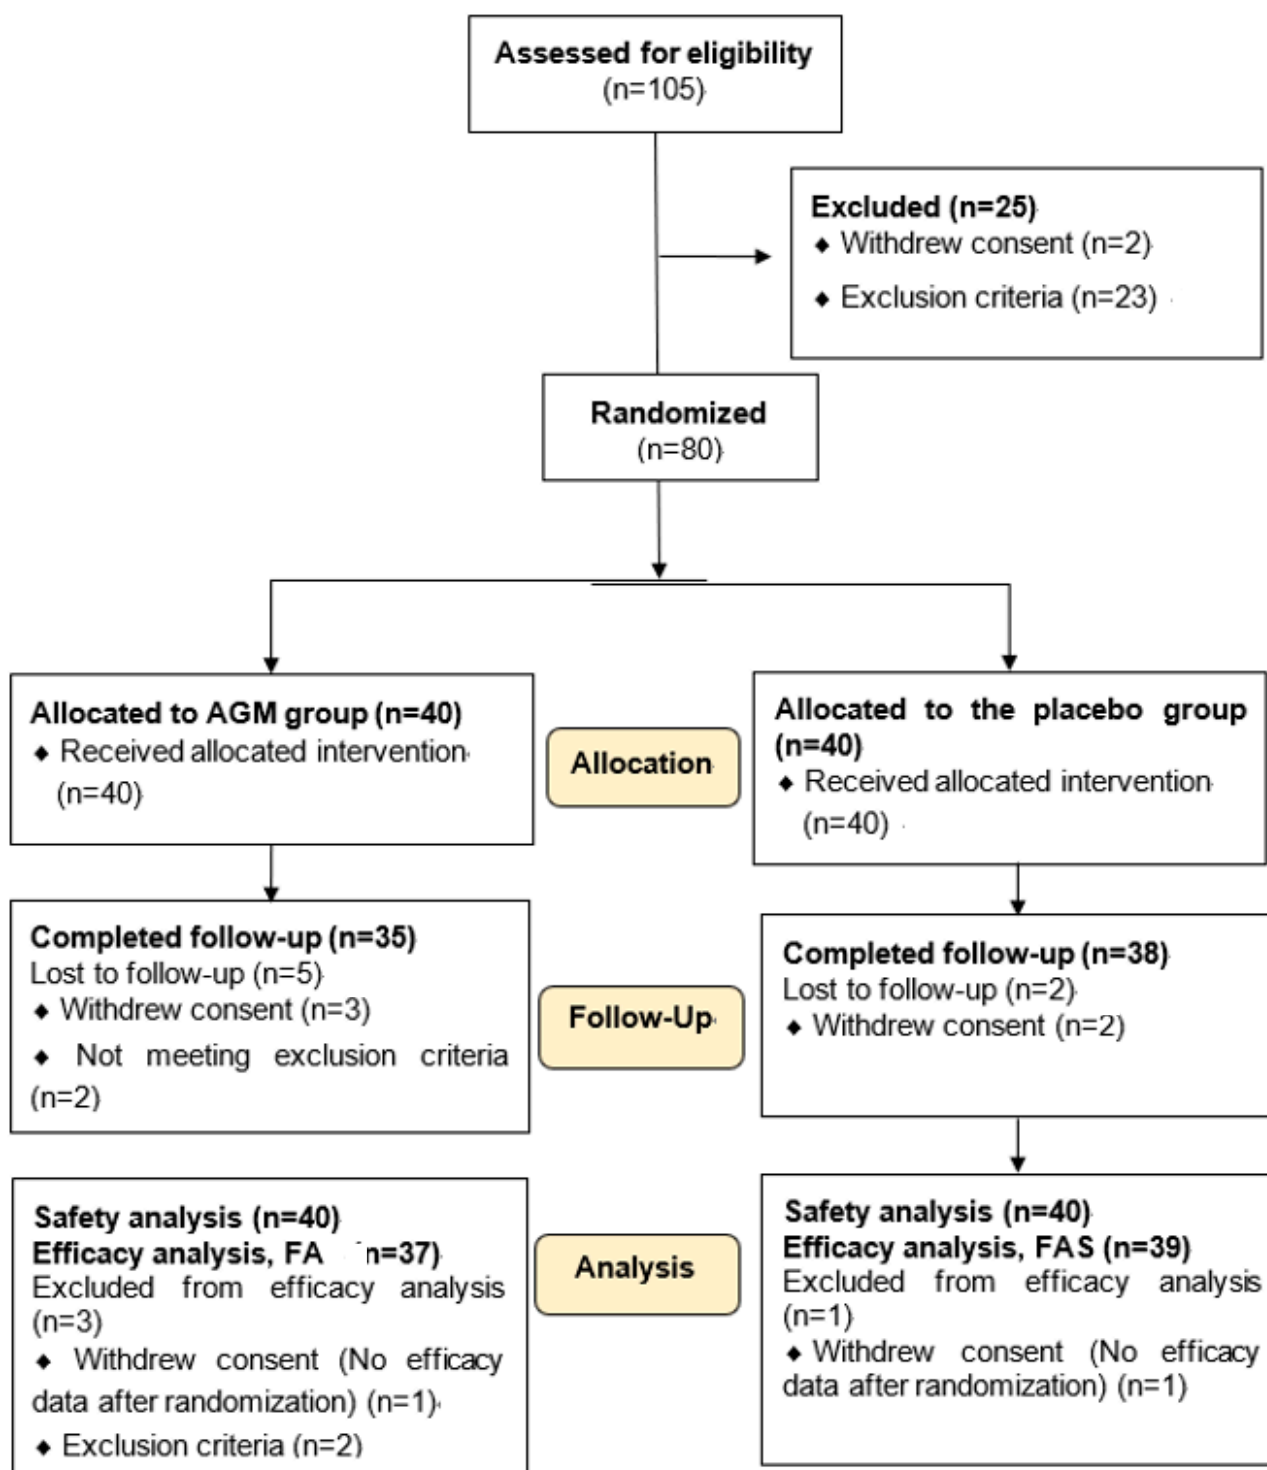 Assessed for eligibility
(n=105)
Excluded (n=25)
◆ Withdrew consent (n=2)
◆ Exclusion criteria (n=23)
Randomized
(n=80)
Allocated to AGM group (n=40)
◆ Received allocated intervention
(n=40)
Allocation
Allocated to the placebo group
(n=40)
◆ Received allocated intervention
(n=40)
Completed follow-up (n=35)
Lost to follow-up (n=5)
◆ Withdrew consent (n=3)
◆ Not meeting exclusion criteria
(n=2)
Follow-Up
Completed follow-up (n=38)
Lost to follow-up (n=2)
◆ Withdrew consent (n=2)
Safety analysis (n=40)
Efficacy analysis, FA n=37)
Excluded from efficacy analysis
(n=3)
◆ Withdrew consent (No efficacy
data after randomization) (n=1)
◆ Exclusion criteria (n=2)
Analysis
Safety analysis (n=40)
Efficacy analysis, FAS (n=39)
Excluded from efficacy analysis
(n=1)
◆ Withdrew consent (No efficacy
data after randomization) (n=1)